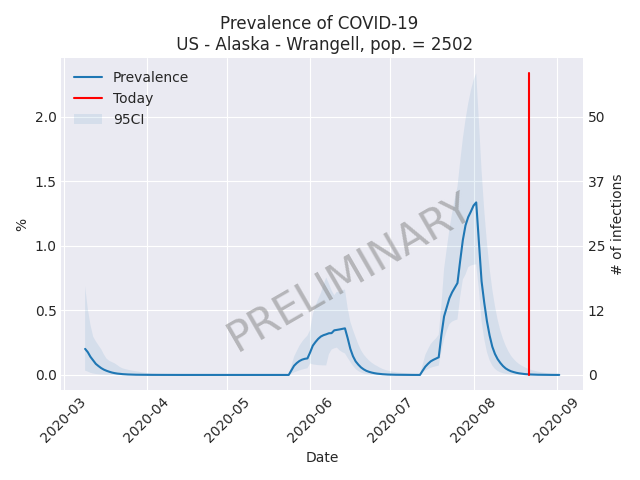 Prevalence of COVID-19
US - Alaska - Wrangell, pop. = 2502
Prevalence
Today
95CI
PRELIMINARY
%
2.0
1.5
1.0
0.5
0.0
50
37
25
12
0
# of infections
2020-03
2020-04
2020-05
2020-06
2020-07
2020-08
2020-09
Date